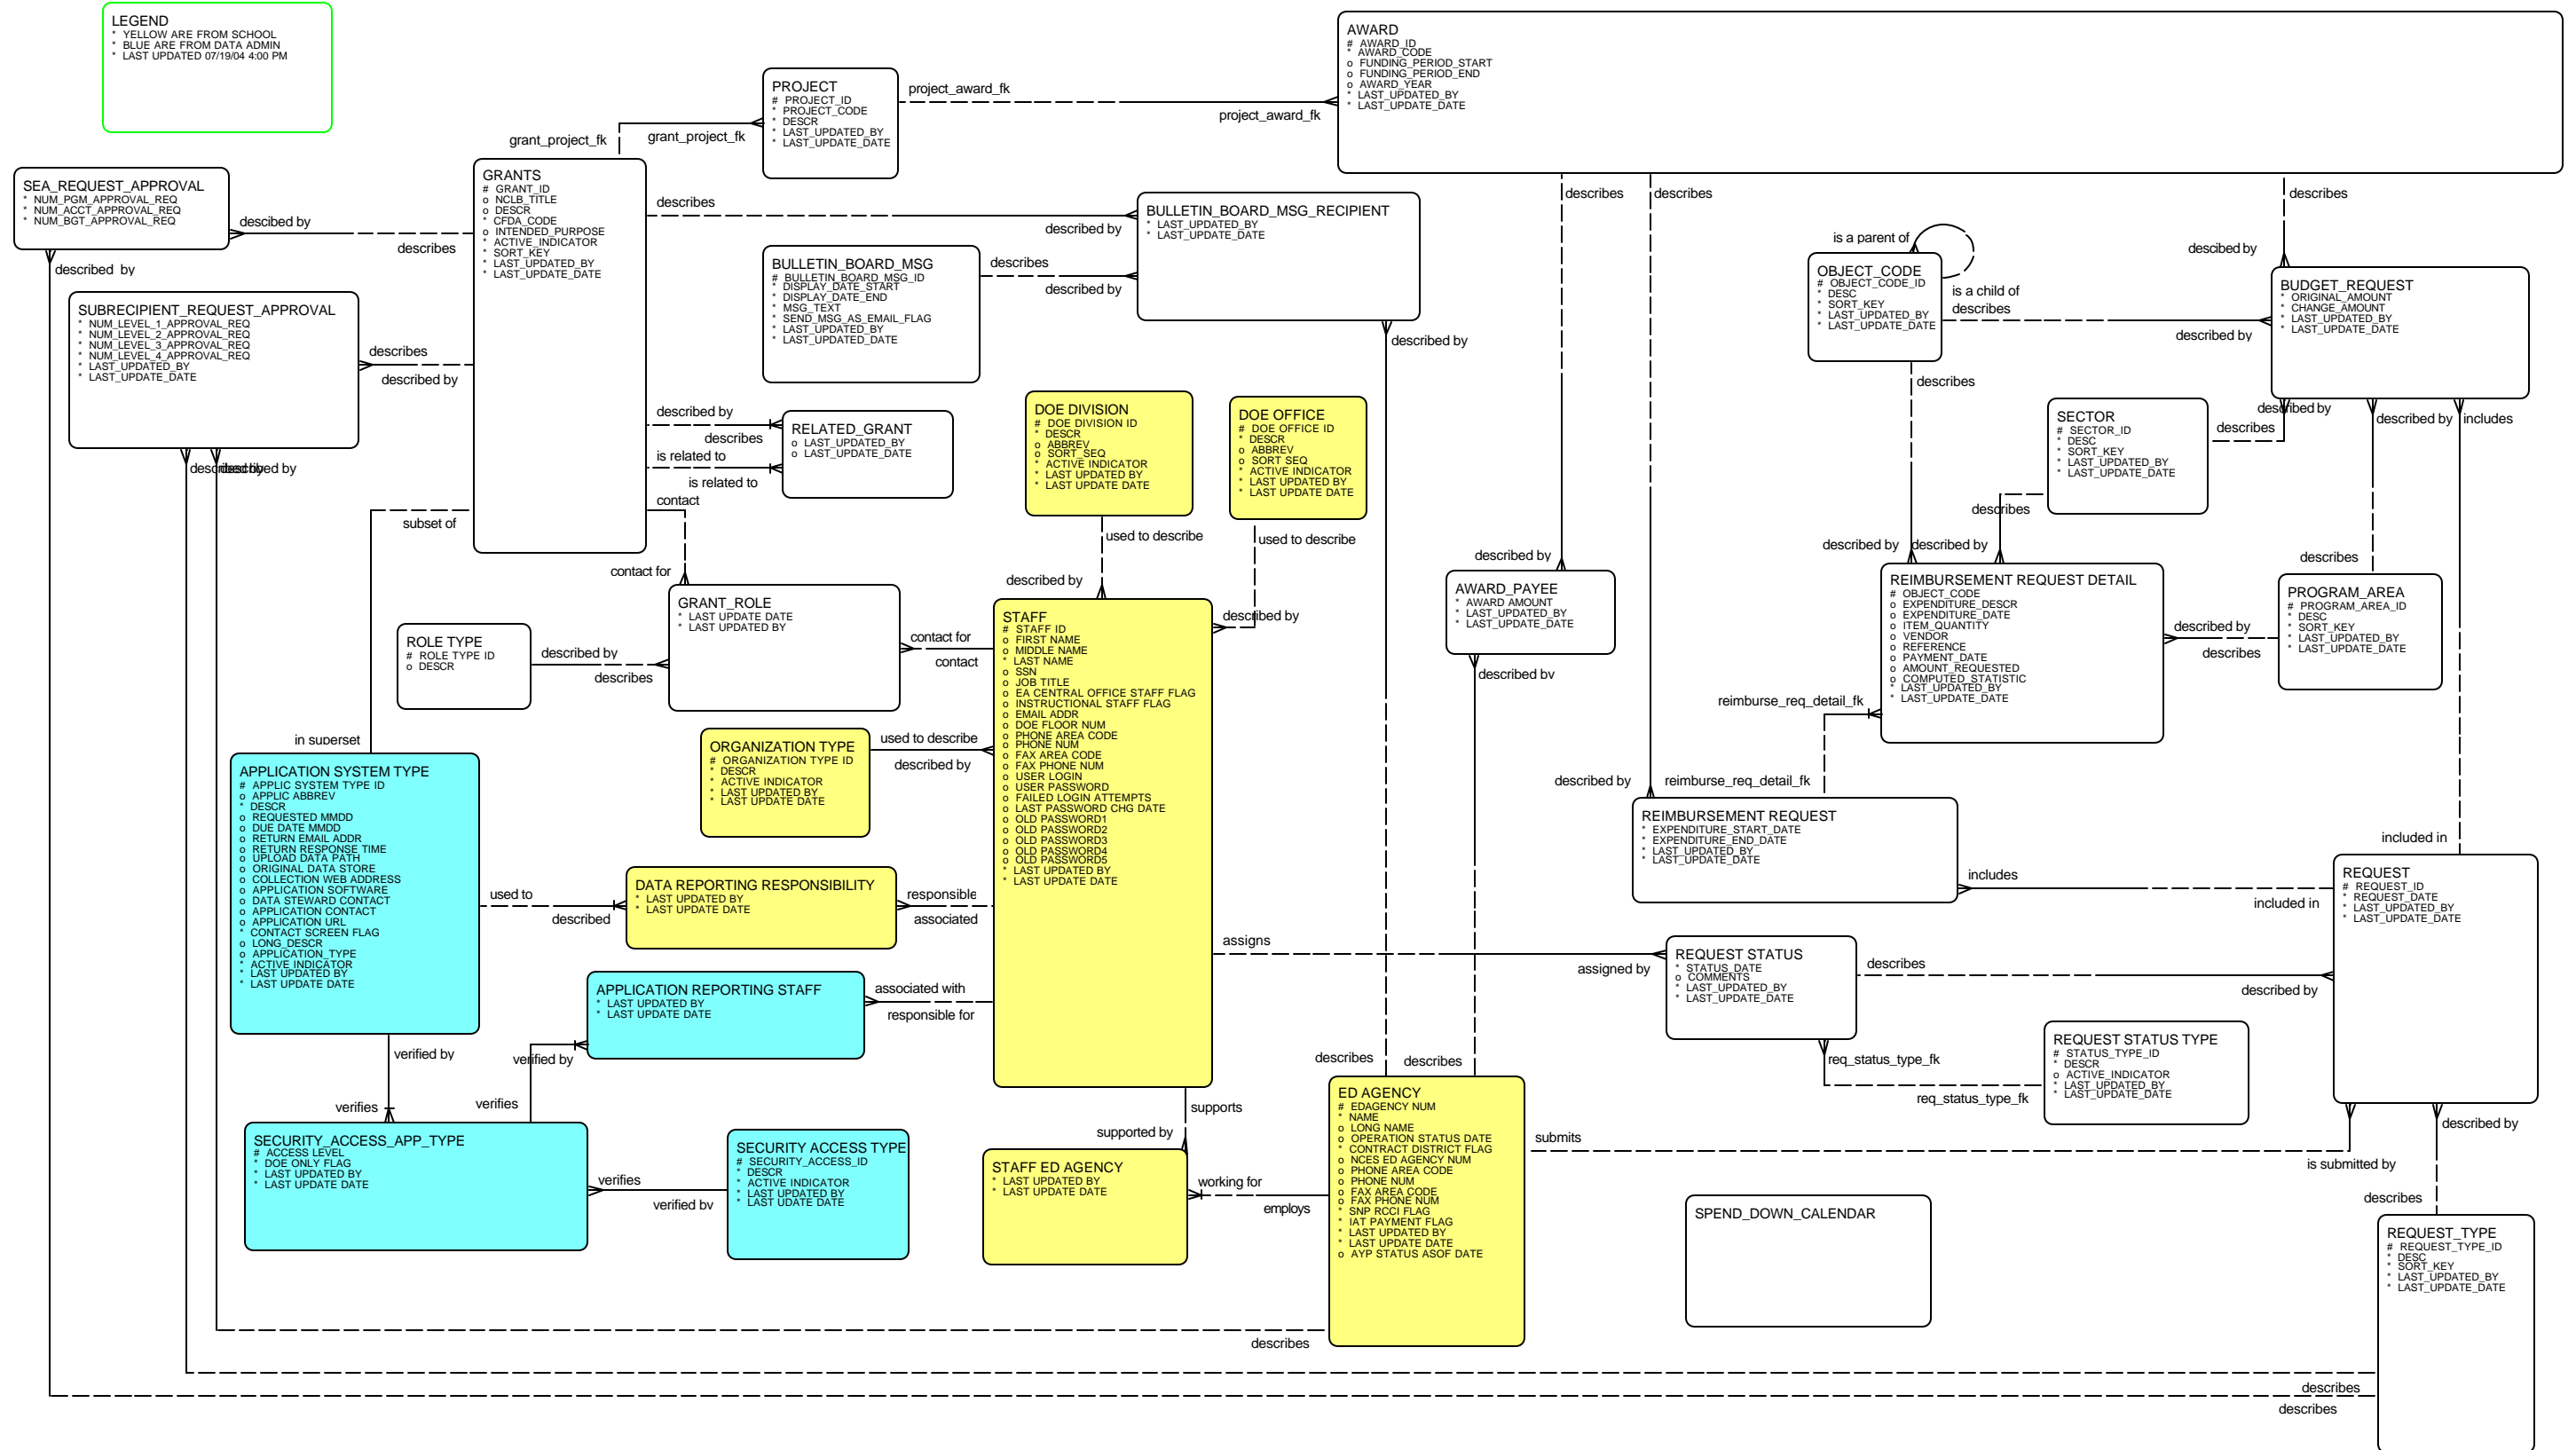 LEGEND
* YELLOW ARE FROM SCHOOL
* BLUE ARE FROM DATA ADMIN
* LAST UPDATED 07/19/04 4:00 PM
AWARD
# AWARD_ID
* AWARD_CODE
o FUNDING_PERIOD_START
o FUNDING_PERIOD_END
o AWARD_YEAR
* LAST_UPDATED_BY
* LAST_UPDATE_DATE
PROJECT
# PROJECT_ID
* PROJECT_CODE
* DESCR
* LAST_UPDATED_BY
* LAST_UPDATE_DATE
project_award_fk
project_award_fk
grant_project_fk
grant_project_fk
SEA_REQUEST_APPROVAL
* NUM_PGM_APPROVAL_REQ
* NUM_ACCT_APPROVAL_REQ
* NUM_BGT_APPROVAL_REQ
descibed by
describes
described by
GRANTS
# GRANT_ID
o NCLB_TITLE
o DESCR
* CFDA_CODE
o INTENDED_PURPOSE
* ACTIVE_INDICATOR
* SORT_KEY
* LAST_UPDATED_BY
* LAST_UPDATE_DATE
describes
described by
BULLETIN_BOARD_MSG_RECIPIENT
* LAST_UPDATED_BY
* LAST_UPDATE_DATE
BULLETIN_BOARD_MSG
# BULLETIN_BOARD_MSG_ID
* DISPLAY_DATE_START
* DISPLAY_DATE_END
* MSG_TEXT
* SEND_MSG_AS_EMAIL_FLAG
* LAST_UPDATED_BY
* LAST_UPDATED_DATE
describes
described by
described by
describes
describes
describes
is a parent of
OBJECT_CODE
# OBJECT_CODE_ID
* DESC
* SORT_KEY
* LAST_UPDATED_BY
* LAST_UPDATE_DATE
is a child of
describes
described by
describes
descibed by
BUDGET_REQUEST
* ORIGINAL_AMOUNT
* CHANGE_AMOUNT
* LAST_UPDATED_BY
* LAST_UPDATE_DATE
SUBRECIPIENT_REQUEST_APPROVAL
* NUM_LEVEL_1_APPROVAL_REQ
* NUM_LEVEL_2_APPROVAL_REQ
* NUM_LEVEL_3_APPROVAL_REQ
* NUM_LEVEL_4_APPROVAL_REQ
* LAST_UPDATED_BY
* LAST_UPDATE_DATE
describes
described by
described by
described by
described by
describes
is related to
is related to
contact
RELATED_GRANT
o LAST_UPDATED_BY
o LAST_UPDATED_DATE
DOE DIVISION
# DOE DIVISION ID
* DESCR
o ABBREV
o SORT_SEQ
* ACTIVE INDICATOR
* LAST UPDATED BY
* LAST UPDATE DATE
DOE OFFICE
# DOE OFFICE ID
* DESCR
o ABBREV
o SORT SEQ
* ACTIVE INDICATOR
* LAST UPDATED BY
* LAST UPDATE DATE
used to describe
used to describe
described by
described by
SECTOR
# SECTOR_ID
* DESC
* SORT_KEY
* LAST_UPDATED_BY
* LAST_UPDATE_DATE
described by
describes
described by
includes
describes
described by
described by
subset of
contact for
GRANT_ROLE
* LAST UPDATE DATE
* LAST UPDATED BY
ROLE TYPE
# ROLE TYPE ID
o DESCR
described by
describes
contact for
contact
STAFF
# STAFF ID
o FIRST NAME
o MIDDLE NAME
* LAST NAME
o SSN
o JOB TITLE
o EA CENTRAL OFFICE STAFF FLAG
o INSTRUCTIONAL STAFF FLAG
o EMAIL ADDR
o DOE FLOOR NUM
o PHONE AREA CODE
o PHONE NUM
o FAX AREA CODE
o FAX PHONE NUM
o USER LOGIN
o USER PASSWORD
o FAILED LOGIN ATTEMPTS
o LAST PASSWORD CHG DATE
o OLD PASSWORD1
o OLD PASSWORD2
o OLD PASSWORD3
o OLD PASSWORD4
o OLD PASSWORD5
* LAST UPDATED BY
* LAST UPDATE DATE
described by
AWARD_PAYEE
* AWARD AMOUNT
* LAST_UPDATED_BY
* LAST_UPDATE_DATE
described by
REIMBURSEMENT REQUEST DETAIL
# OBJECT_CODE
o EXPENDITURE_DESCR
o EXPENDITURE_DATE
o ITEM_QUANTITY
o VENDOR
o REFERENCE
o PAYMENT_DATE
o AMOUNT_REQUESTED
o COMPUTED_STATISTIC
* LAST_UPDATED_BY
* LAST_UPDATE_DATE
described by
describes
describes
PROGRAM_AREA
# PROGRAM_AREA_ID
* DESC
* SORT_KEY
* LAST_UPDATED_BY
* LAST_UPDATE_DATE
reimburse_req_detail_fk
reimburse_req_detail_fk
described by
in superset
APPLICATION SYSTEM TYPE
# APPLIC SYSTEM TYPE ID
o APPLIC ABBREV
* DESCR
o REQUESTED MMDD
o DUE DATE MMDD
o RETURN EMAIL ADDR
o RETURN RESPONSE TIME
o UPLOAD DATA PATH
o ORIGINAL DATA STORE
o COLLECTION WEB ADDRESS
o APPLICATION SOFTWARE
o DATA STEWARD CONTACT
o APPLICATION CONTACT
o APPLICATION URL
* CONTACT SCREEN FLAG
o LONG_DESCR
o APPLICATION_TYPE
* ACTIVE INDICATOR
* LAST UPDATED BY
* LAST UPDATE DATE
ORGANIZATION TYPE
# ORGANIZATION TYPE ID
* DESCR
* ACTIVE INDICATOR
* LAST UPDATED BY
* LAST UPDATE DATE
used to describe
described by
REIMBURSEMENT REQUEST
* EXPENDITURE_START_DATE
* EXPENDITURE_END_DATE
* LAST_UPDATED_BY
* LAST_UPDATE_DATE
included in
REQUEST
# REQUEST_ID
* REQUEST_DATE
* LAST_UPDATED_BY
* LAST_UPDATE_DATE
includes
included in
used to
described
DATA REPORTING RESPONSIBILITY
* LAST UPDATED BY
* LAST UPDATE DATE
responsible
associated
assigns
assigned by
REQUEST STATUS
* STATUS_DATE
o COMMENTS
* LAST_UPDATED_BY
* LAST_UPDATE_DATE
describes
described by
APPLICATION REPORTING STAFF
* LAST UPDATED BY
* LAST UPDATE DATE
associated with
responsible for
verified by
verified by
verifies
verifies
REQUEST STATUS TYPE
# STATUS_TYPE_ID
* DESCR
o ACTIVE_INDICATOR
* LAST_UPDATED_BY
* LAST_UPDATE_DATE
req_status_type_fk
req_status_type_fk
describes
describes
ED AGENCY
# EDAGENCY NUM
* NAME
o LONG NAME
o OPERATION STATUS DATE
* CONTRACT DISTRICT FLAG
o NCES ED AGENCY NUM
o PHONE AREA CODE
o PHONE NUM
o FAX AREA CODE
o FAX PHONE NUM
* SNP RCCI FLAG
* IAT PAYMENT FLAG
* LAST UPDATED BY
* LAST UPDATE DATE
o AYP STATUS ASOF DATE
SECURITY_ACCESS_APP_TYPE
# ACCESS LEVEL
* DOE ONLY FLAG
* LAST UPDATED BY
* LAST UPDATE DATE
verifies
verified by
SECURITY ACCESS TYPE
# SECURITY_ACCESS_ID
* DESCR
* ACTIVE INDICATOR
* LAST UPDATED BY
* LAST UDATE DATE
supports
supported by
STAFF ED AGENCY
* LAST UPDATED BY
* LAST UPDATE DATE
working for
employs
submits
is submitted by
described by
describes
SPEND_DOWN_CALENDAR
REQUEST_TYPE
# REQUEST_TYPE_ID
* DESC
* SORT_KEY
* LAST_UPDATED_BY
* LAST_UPDATE_DATE
describes
describes
describes